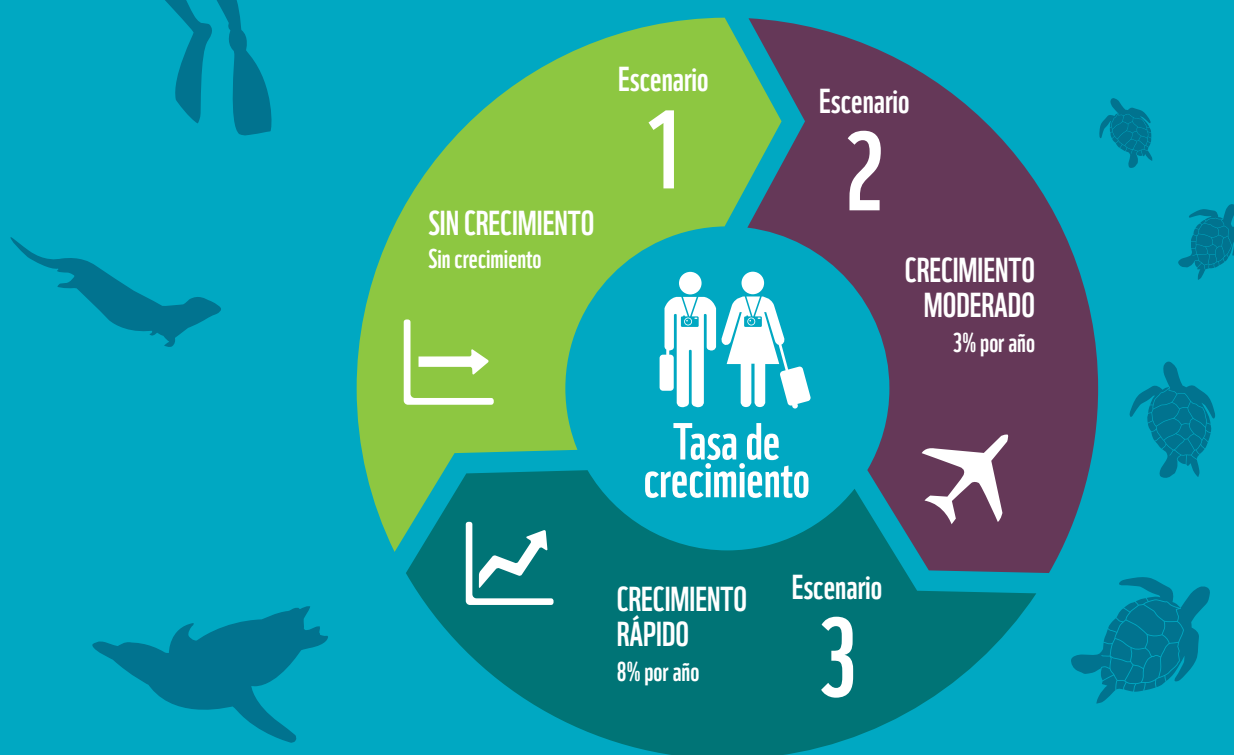 Escenario
1
SIN CRECIMIENTO
Sin crecimiento
Escenario
2
CRECIMIENTO
MODERADO
3% por año
Tasa de
crecimiento
Escenario
3
CRECIMIENTO
RÁPIDO
8% por año